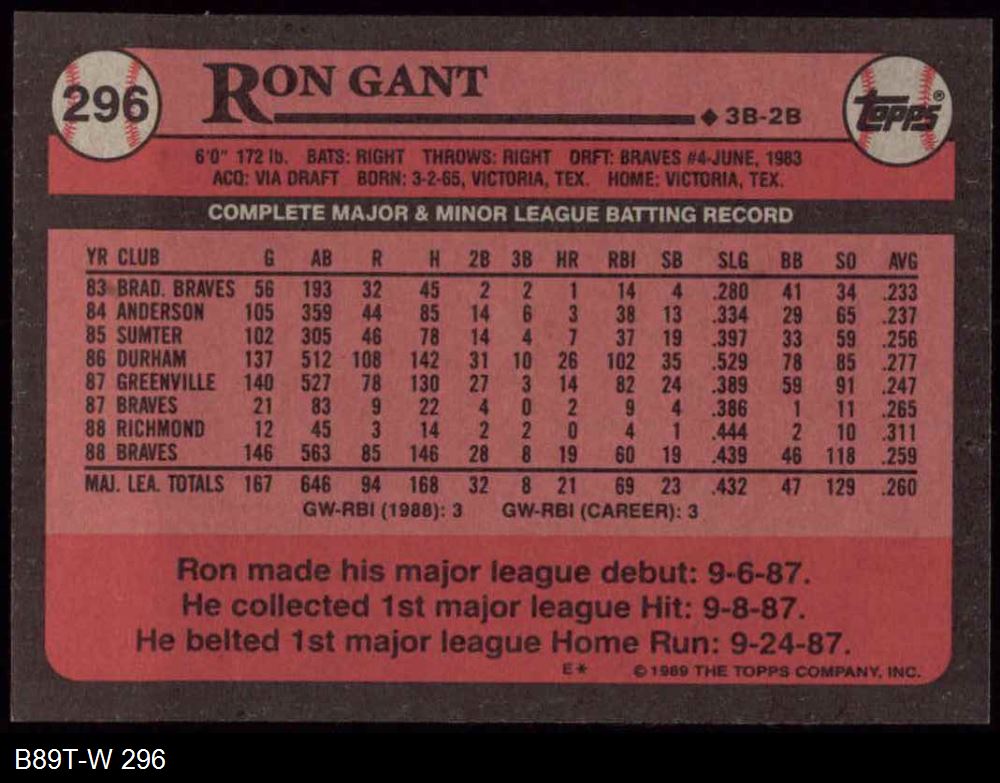 296 RON GANT ◆ 3B-2B topps®
6'0" 172 lb. BATS: RIGHT THROWS: RIGHT DRFT: BRAVES #4-JUNE, 1983
ACQ: VIA DRAFT BORN: 3-2-65, VICTORIA, TEX. HOME: VICTORIA, TEX.
COMPLETE MAJOR & MINOR LEAGUE BATTING RECORD
YR CLUB G AB R H 2B 3B HR RBI SB SLG BB SO AVG
83 BRAD. BRAVES 56 193 32 45 2 2 1 14 4 .280 41 34 .233
84 ANDERSON 105 359 44 85 14 6 3 38 13 .334 29 65 .237
85 SUMTER 102 305 46 78 14 4 7 37 19 .397 33 59 .256
86 DURHAM 137 512 108 142 31 10 26 102 35 .529 78 85 .277
87 GREENVILLE 140 527 78 130 27 3 14 82 24 .389 59 91 .247
87 BRAVES 21 83 9 22 4 0 2 9 4 .386 1 11 .265
88 RICHMOND 12 45 3 14 2 2 0 4 1 .444 2 10 .311
88 BRAVES 146 563 85 146 28 8 19 60 19 .439 46 118 .259
MAJ. LEA. TOTALS 167 646 94 168 32 8 21 69 23 .432 47 129 .260
GW-RBI (1988): 3 GW-RBI (CAREER): 3
Ron made his major league debut: 9-6-87.
He collected 1st major league Hit: 9-8-87.
He belted 1st major league Home Run: 9-24-87.
E* © 1989 THE TOPPS COMPANY, INC.
B89T-W 296